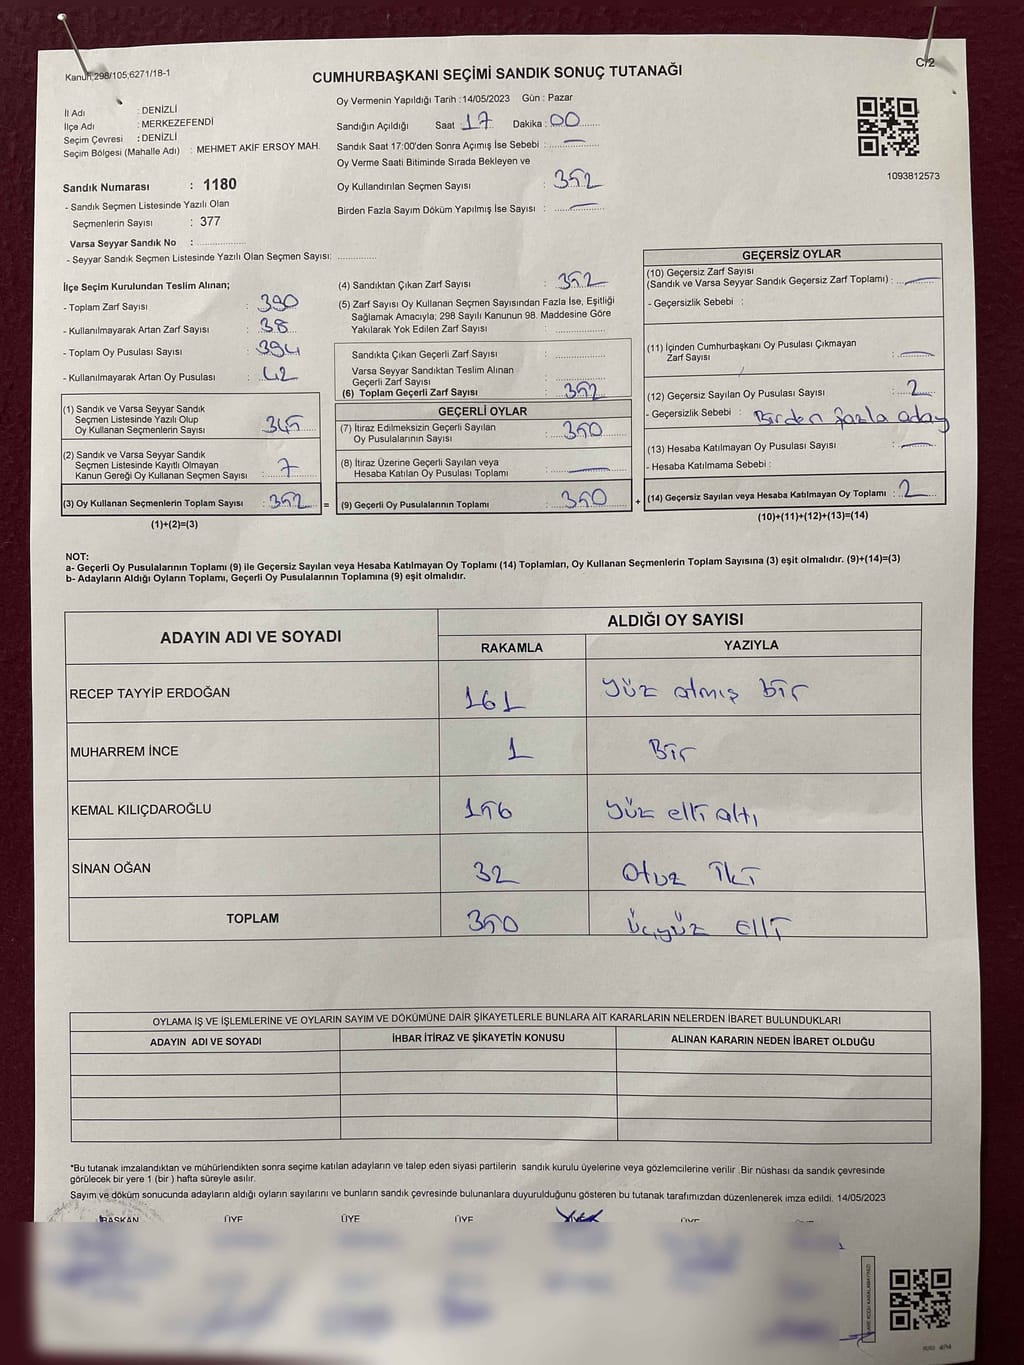 Kanun;298/105,6271/18-1
C/2
CUMHURBAŞKANI SEÇİMİ SANDIK SONUÇ TUTANAĞI
İl Adı : DENİZLİ
İlçe Adı : MERKEZEFENDİ
Seçim Çevresi : DENİZLİ
Seçim Bölgesi (Mahalle Adı) : MEHMET AKİF ERSOY MAH.
Sandık Numarası : 1180
- Sandık Seçmen Listesinde Yazılı Olan
Seçmenlerin Sayısı : 377
Varsa Seyyar Sandık No : ..............
- Seyyar Sandık Seçmen Listesinde Yazılı Olan Seçmen Sayısı: .............
Oy Vermenin Yapıldığı Tarih :14/05/2023 Gün : Pazar
Sandığın Açıldığı Saat 17 Dakika : 00
Sandık Saat 17:00'den Sonra Açımış İse Sebebi : —
Oy Verme Saati Bitiminde Sırada Bekleyen ve
Oy Kullandırılan Seçmen Sayısı : 352
Birden Fazla Sayım Döküm Yapılmış İse Sayısı : —
1093812573
İlçe Seçim Kurulundan Teslim Alınan;
- Toplam Zarf Sayısı : 390
- Kullanılmayarak Artan Zarf Sayısı : 38
- Toplam Oy Pusulası Sayısı : 394
- Kullanılmayarak Artan Oy Pusulası : 42
(1) Sandık ve Varsa Seyyar Sandık
Seçmen Listesinde Yazılı Olup
Oy Kullanan Seçmenlerin Sayısı : 345
(2) Sandık ve Varsa Seyyar Sandık
Seçmen Listesinde Kayıtlı Olmayan
Kanun Gereği Oy Kullanan Seçmen Sayısı : 7
(3) Oy Kullanan Seçmenlerin Toplam Sayısı : 352 =
(1)+(2)=(3)
(4) Sandıktan Çıkan Zarf Sayısı : 352
(5) Zarf Sayısı Oy Kullanan Seçmen Sayısından Fazla İse, Eşitliği
Sağlamak Amacıyla; 298 Sayılı Kanunun 98. Maddesine Göre
Yakılarak Yok Edilen Zarf Sayısı : ..............
Sandıkta Çıkan Geçerli Zarf Sayısı : ..............
Varsa Seyyar Sandıktan Teslim Alınan
Geçerli Zarf Sayısı : ..............
(6) Toplam Geçerli Zarf Sayısı : 352
GEÇERLİ OYLAR
(7) İtiraz Edilmeksizin Geçerli Sayılan
Oy Pusulalarının Sayısı : 350
(8) İtiraz Üzerine Geçerli Sayılan veya
Hesaba Katılan Oy Pusulası Toplamı : —
(9) Geçerli Oy Pusulalarının Toplamı : 350 +
GEÇERSİZ OYLAR
(10) Geçersiz Zarf Sayısı
(Sandık ve Varsa Seyyar Sandık Geçersiz Zarf Toplamı) : —
- Geçersizlik Sebebi :
(11) İçinden Cumhurbaşkanı Oy Pusulası Çıkmayan
Zarf Sayısı : —
(12) Geçersiz Sayılan Oy Pusulası Sayısı : 2
- Geçersizlik Sebebi : Birden fazla aday
(13) Hesaba Katılmayan Oy Pusulası Sayısı : —
- Hesaba Katılmama Sebebi :
(14) Geçersiz Sayılan veya Hesaba Katılmayan Oy Toplamı : 2
(10)+(11)+(12)+(13)=(14)
NOT:
a- Geçerli Oy Pusulalarının Toplamı (9) ile Geçersiz Sayılan veya Hesaba Katılmayan Oy Toplamı (14) Toplamları, Oy Kullanan Seçmenlerin Toplam Sayısına (3) eşit olmalıdır. (9)+(14)=(3)
b- Adayların Aldığı Oyların Toplamı, Geçerli Oy Pusulalarının Toplamına (9) eşit olmalıdır.
ADAYIN ADI VE SOYADI
ALDIĞI OY SAYISI
RAKAMLA YAZIYLA
RECEP TAYYİP ERDOĞAN 161 Yüz atmış bir
MUHARREM İNCE 1 Bir
KEMAL KILIÇDAROĞLU 156 Yüz elli altı
SİNAN OĞAN 32 Otuz iki
TOPLAM 350 Üçyüz elli
OYLAMA İŞ VE İŞLEMLERİNE VE OYLARIN SAYIM VE DÖKÜMÜNE DAİR ŞİKAYETLERLE BUNLARA AİT KARARLARIN NELERDEN İBARET BULUNDUKLARI
ADAYIN ADI VE SOYADI İHBAR İTİRAZ VE ŞİKAYETİN KONUSU ALINAN KARARIN NEDEN İBARET OLDUĞU
*Bu tutanak imzalandıktan ve mühürlendikten sonra seçime katılan adayların ve talep eden siyasi partilerin sandık kurulu üyelerine veya gözlemcilerine verilir .Bir nüshası da sandık çevresinde
görülecek bir yere 1 (bir ) hafta süreyle asılır.
Sayım ve döküm sonucunda adayların aldığı oyların sayılarını ve bunların sandık çevresinde bulunanlara duyurulduğunu gösteren bu tutanak tarafımızdan düzenlenerek imza edildi. 14/05/2023
BAŞKAN ÜYE ÜYE ÜYE ÜYE